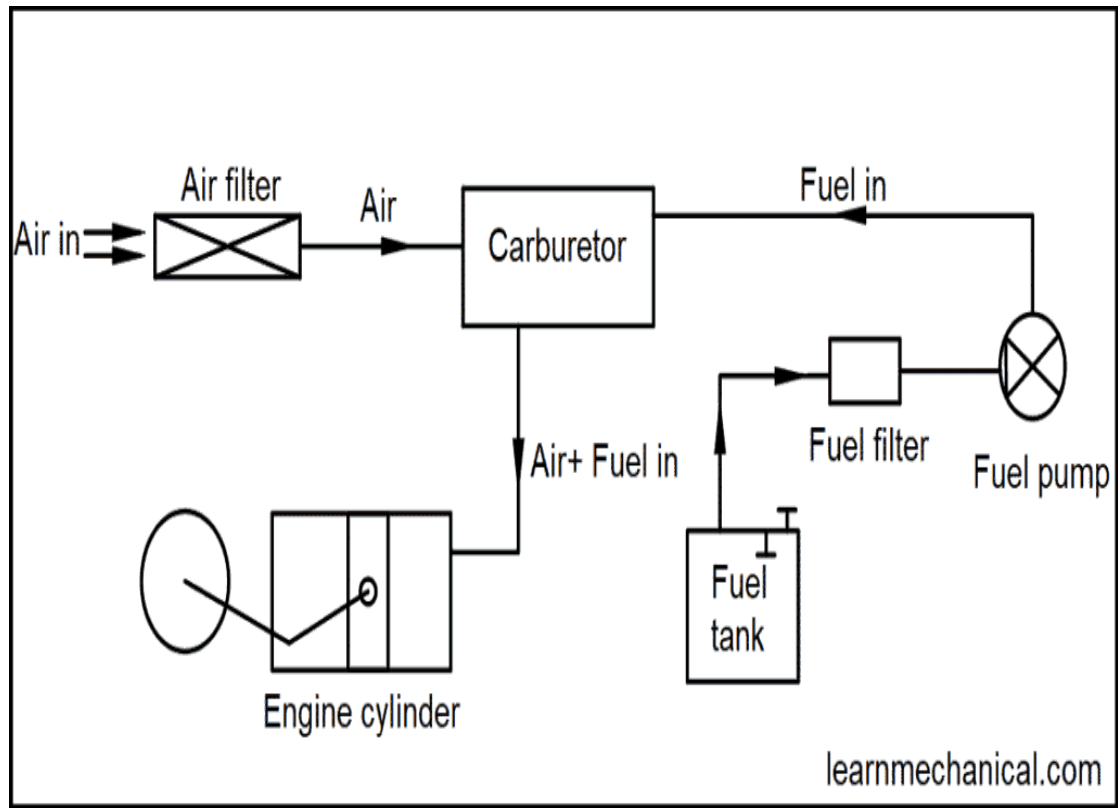 Air filter
Air in
Air
Carburetor
Fuel in
Fuel filter
Fuel pump
Air+ Fuel in
Fuel
tank
Engine cylinder
learnmechanical.com